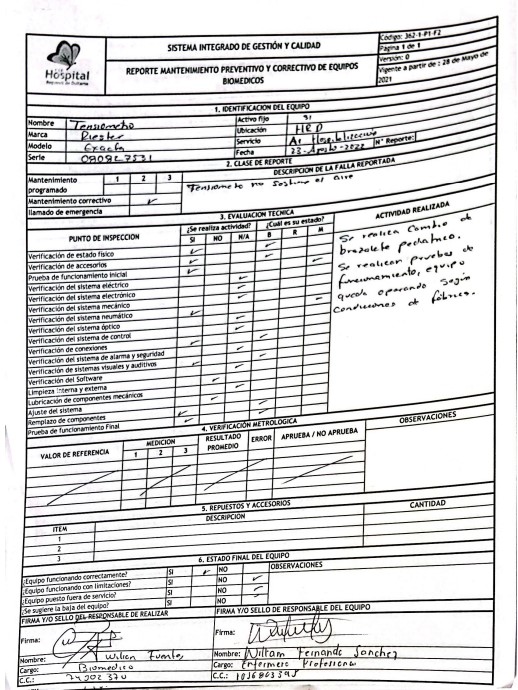 Hospital
Regional de Duitama
SISTEMA INTEGRADO DE GESTIÓN Y CALIDAD
REPORTE MANTENIMIENTO PREVENTIVO Y CORRECTIVO DE EQUIPOS
BIOMEDICOS
Código: 362-1-P1-F2
Página 1 de 1
Versión: 0
Vigente a partir de : 28 de Mayo de
2021
1. IDENTIFICACION DEL EQUIPO
Nombre Tensiometro Activo fijo 31
Marca Riester Ubicación HRD
Modelo Exacta Servicio Hospitalización N° Reporte:
Serie 090827531 Fecha 23-Agosto-2022
2. CLASE DE REPORTE
Mantenimiento
programado 1 2 3 DESCRIPCION DE LA FALLA REPORTADA
Mantenimiento correctivo Tensiometro no sostiene el aire
llamado de emergencia
3. EVALUACION TECNICA
PUNTO DE INSPECCION ¿Se realiza actividad? ¿Cuál es su estado? ACTIVIDAD REALIZADA
SI NO N/A B R M
Verificación de estado físico
Verificación de accesorios
Prueba de funcionamiento inicial
Verificación del sistema eléctrico
Verificación del sistema electrónico
Verificación del sistema mecánico
Verificación del sistema neumático
Verificación del sistema óptico
Verificación del sistema de control
Verificación de conexiones
Verificación del sistema de alarma y seguridad
Verificación de sistemas visuales y auditivos
Verificación del Software
Limpieza interna y externa
Lubricación de componentes mecánicos
Ajuste del sistema
Remplazo de componentes
Prueba de funcionamiento Final
Se realiza cambio de
brazalete pediatrico.
Se realizan pruebas de
funcionamiento, equipo
queda operando según
condiciones de fábrica.
4. VERIFICACIÓN METROLOGICA
VALOR DE REFERENCIA MEDICION RESULTADO
PROMEDIO ERROR APRUEBA / NO APRUEBA OBSERVACIONES
1 2 3
5. REPUESTOS Y ACCESORIOS
ITEM DESCRIPCION CANTIDAD
1
2
3
6. ESTADO FINAL DEL EQUIPO
¿Equipo funcionando correctamente? SI NO OBSERVACIONES
¿Equipo funcionando con limitaciones? SI NO
¿Equipo puesto fuera de servicio? SI NO
¿Se sugiere la baja del equipo? SI NO
FIRMA Y/O SELLO DEL RESPONSABLE DE REALIZAR FIRMA Y/O SELLO DE RESPONSABLE DEL EQUIPO
Firma: Firma:
Nombre: Wilian Fuentes Nombre: William Fernando Sanchez
Cargo: Biomedico Cargo: Enfermero Profesional
C.C.: 74202370 C.C.: 1056803595